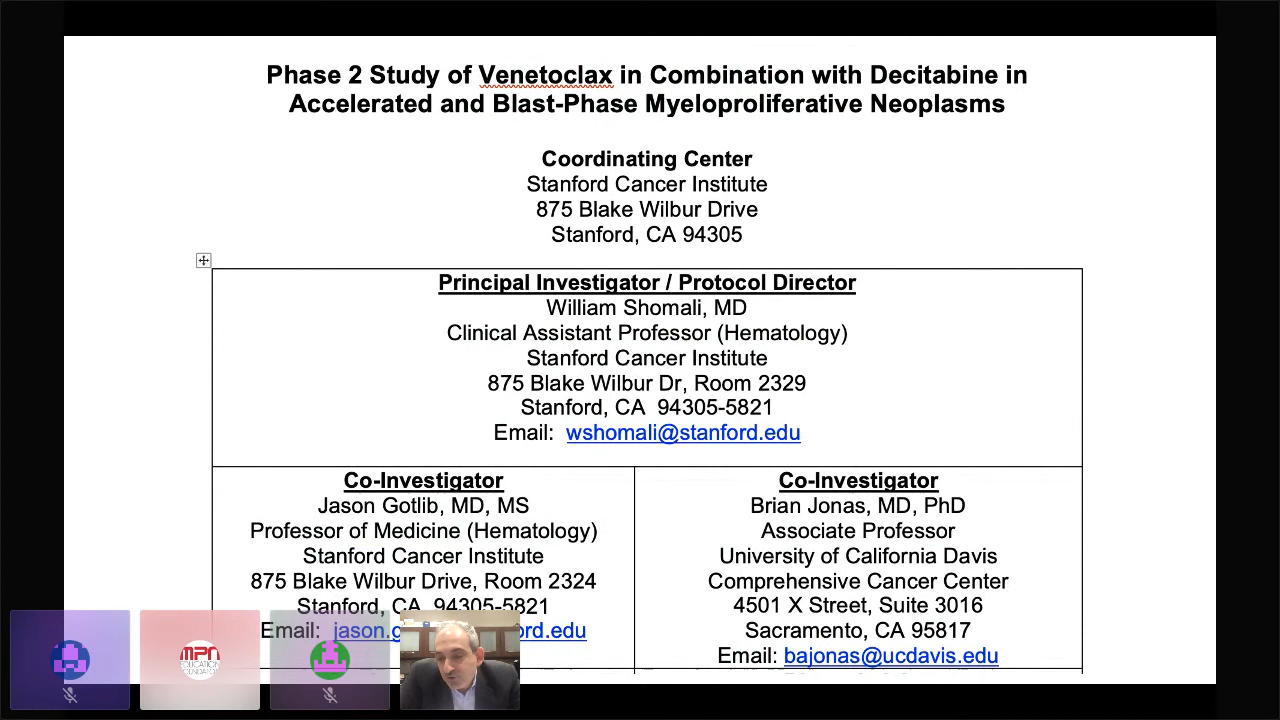 Phase 2 Study of Venetoclax in Combination with Decitabine in
Accelerated and Blast-Phase Myeloproliferative Neoplasms
Coordinating Center
Stanford Cancer Institute
875 Blake Wilbur Drive
Stanford, CA 94305
Principal Investigator / Protocol Director
William Shomali, MD
Clinical Assistant Professor (Hematology)
Stanford Cancer Institute
875 Blake Wilbur Dr, Room 2329
Stanford, CA 94305-5821
Email: wshomali@stanford.edu
Co-Investigator
Jason Gotlib, MD, MS
Professor of Medicine (Hematology)
Stanford Cancer Institute
875 Blake Wilbur Drive, Room 2324
Stanford, CA 94305-5821
Email:
Co-Investigator
Brian Jonas, MD, PhD
Associate Professor
University of California Davis
Comprehensive Cancer Center
4501 X Street, Suite 3016
Sacramento, CA 95817
Email: bajonas@ucdavis.edu
MPN
EDUCATION
FOUNDATION